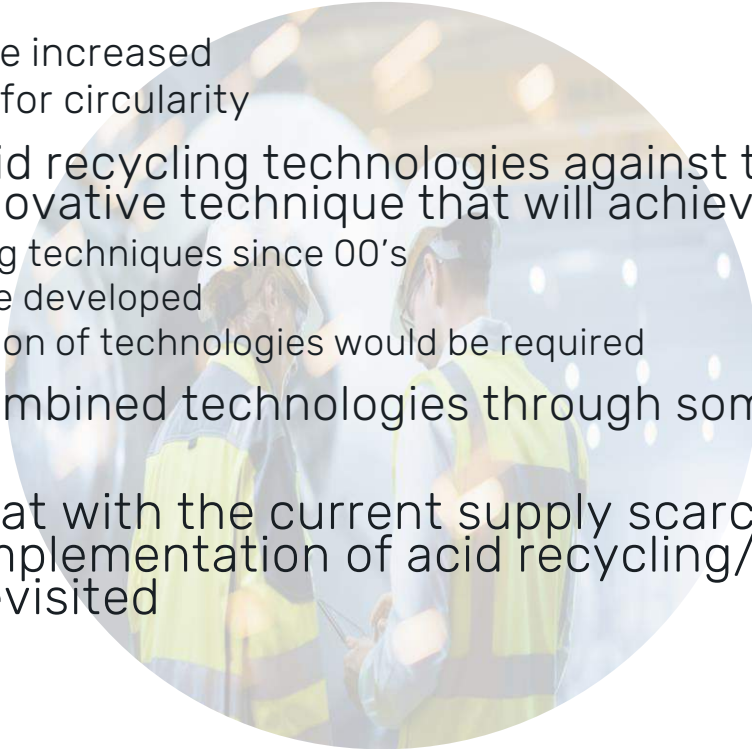 e increased
for circularity
id recycling technologies against t
ovative technique that will achiev
g techniques since 00's
e developed
on of technologies would be required
mbined technologies through som
at with the current supply scarc
mplementation of acid recycling/
evisited